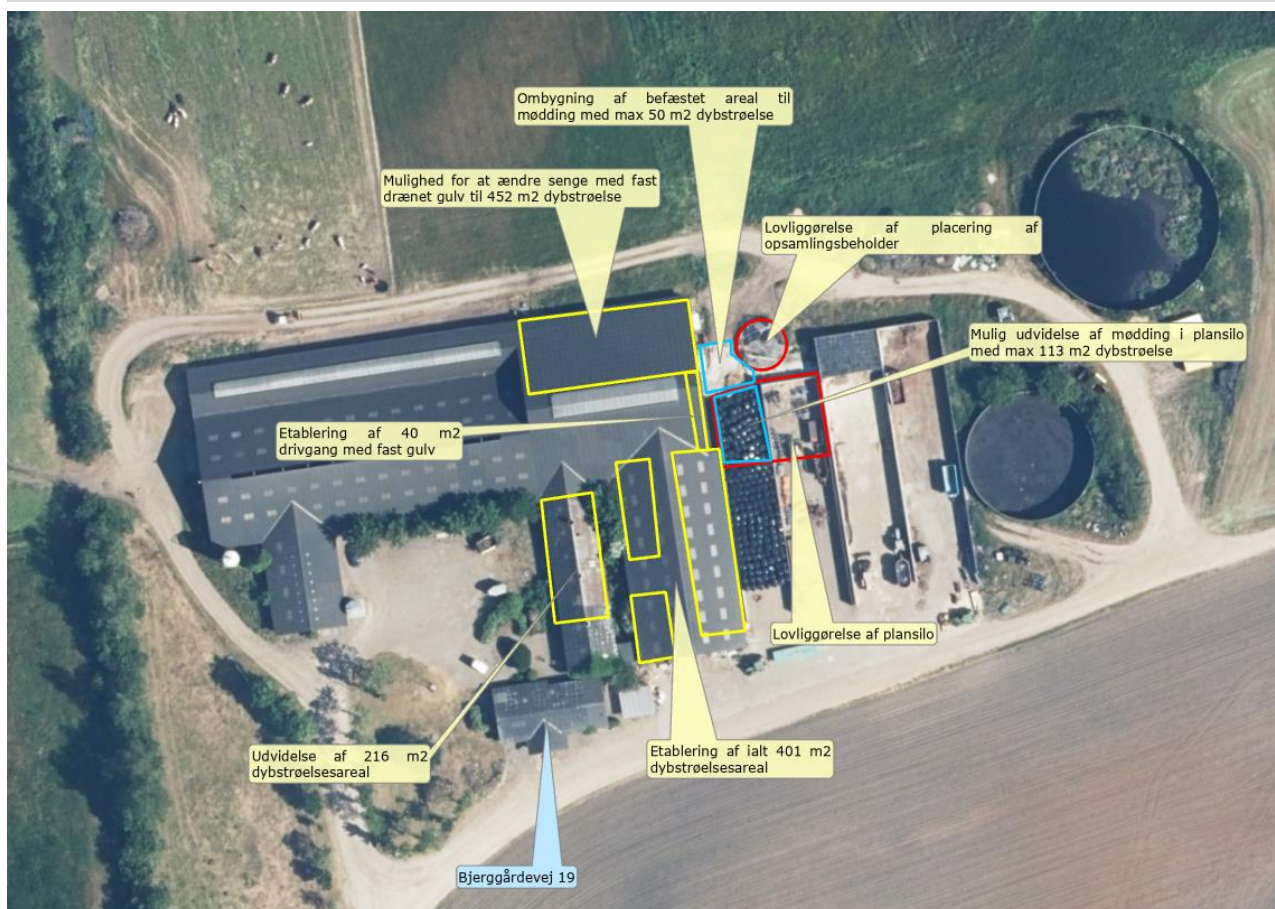 Ombygning af befæstet areal til
mødding med max 50 m2 dybstrøelse
Mulighed for at ændre senge med fast
drænet gulv til 452 m2 dybstrøelse
Lovliggørelse af placering af
opsamlingsbeholder
Mulig udvidelse af mødding i plansilo
med max 113 m2 dybstrøelse
Etablering af 40 m2
drivgang med fast gulv
Lovliggørelse af plansilo
Udvidelse af 216 m2
dybstrøelsesareal
Etablering af ialt 401 m2
dybstrøelsesareal
Bjerggårdevej 19